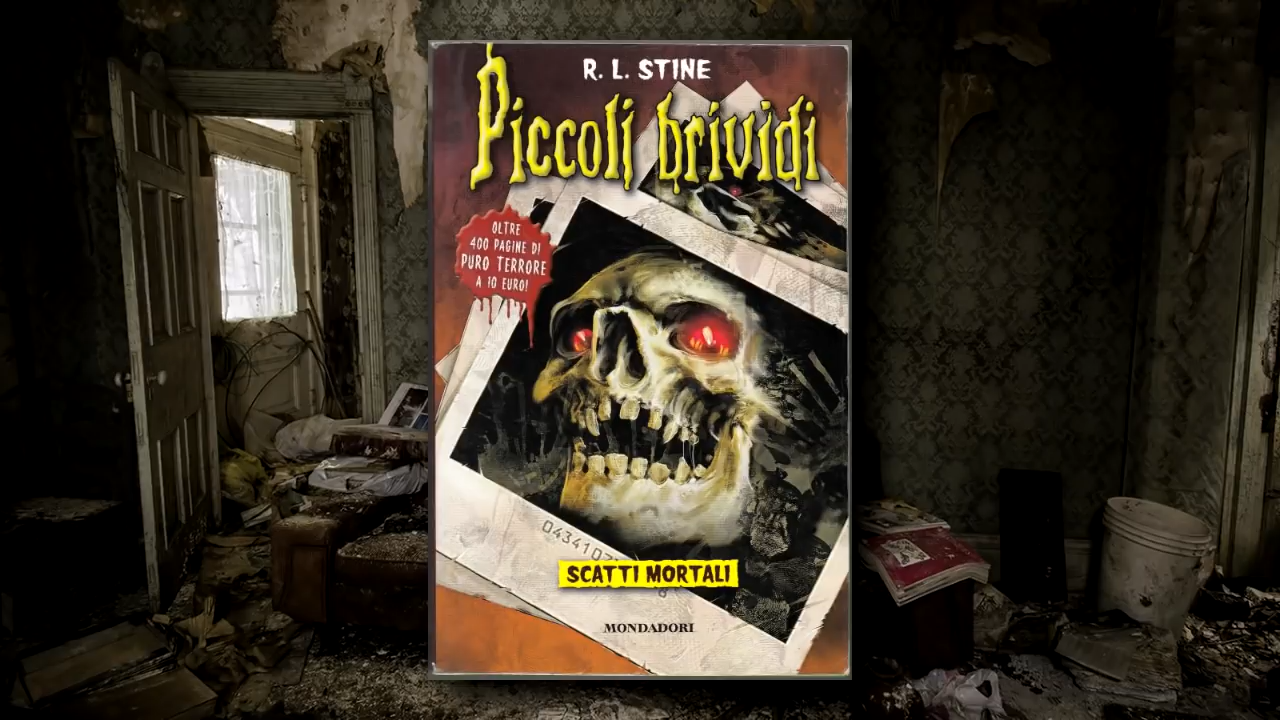 R. L. STINE
Piccoli brividi
OLTRE
400 PAGINE DI
PURO TERRORE
A 10 EURO!
SCATTI MORTALI
MONDADORI